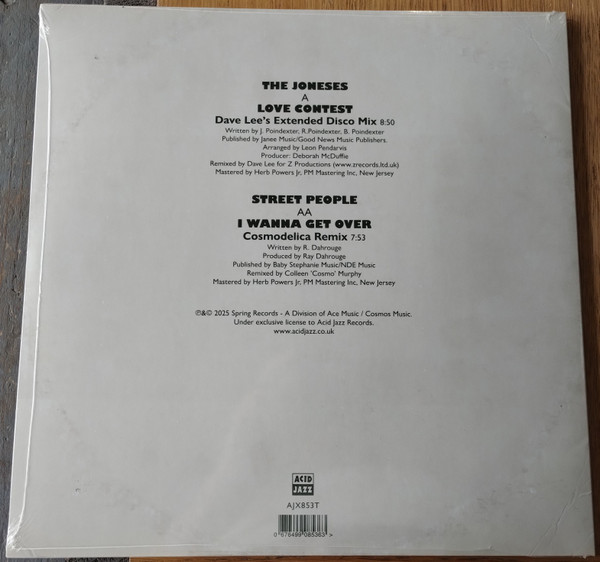 THE JONESES
A
LOVE CONTEST
Dave Lee's Extended Disco Mix 8:50
Written by J. Poindexter, R.Poindexter, B. Poindexter
Published by Janee Music/Good News Music Publishers.
Arranged by Leon Pendarvis
Producer: Deborah McDuffie
Remixed by Dave Lee for Z Productions (www.zrecords.ltd.uk)
Mastered by Herb Powers Jr, PM Mastering Inc, New Jersey
STREET PEOPLE
AA
I WANNA GET OVER
Cosmodelica Remix 7:53
Written by R. Dahrouge
Produced by Ray Dahrouge
Published by Baby Stephanie Music/NDE Music
Remixed by Colleen 'Cosmo' Murphy
Mastered by Herb Powers Jr, PM Mastering Inc, New Jersey
℗&© 2025 Spring Records - A Division of Ace Music / Cosmos Music.
Under exclusive license to Acid Jazz Records.
www.acidjazz.co.uk
ACID
JAZZ
AJX853T
0 676499 085363 >